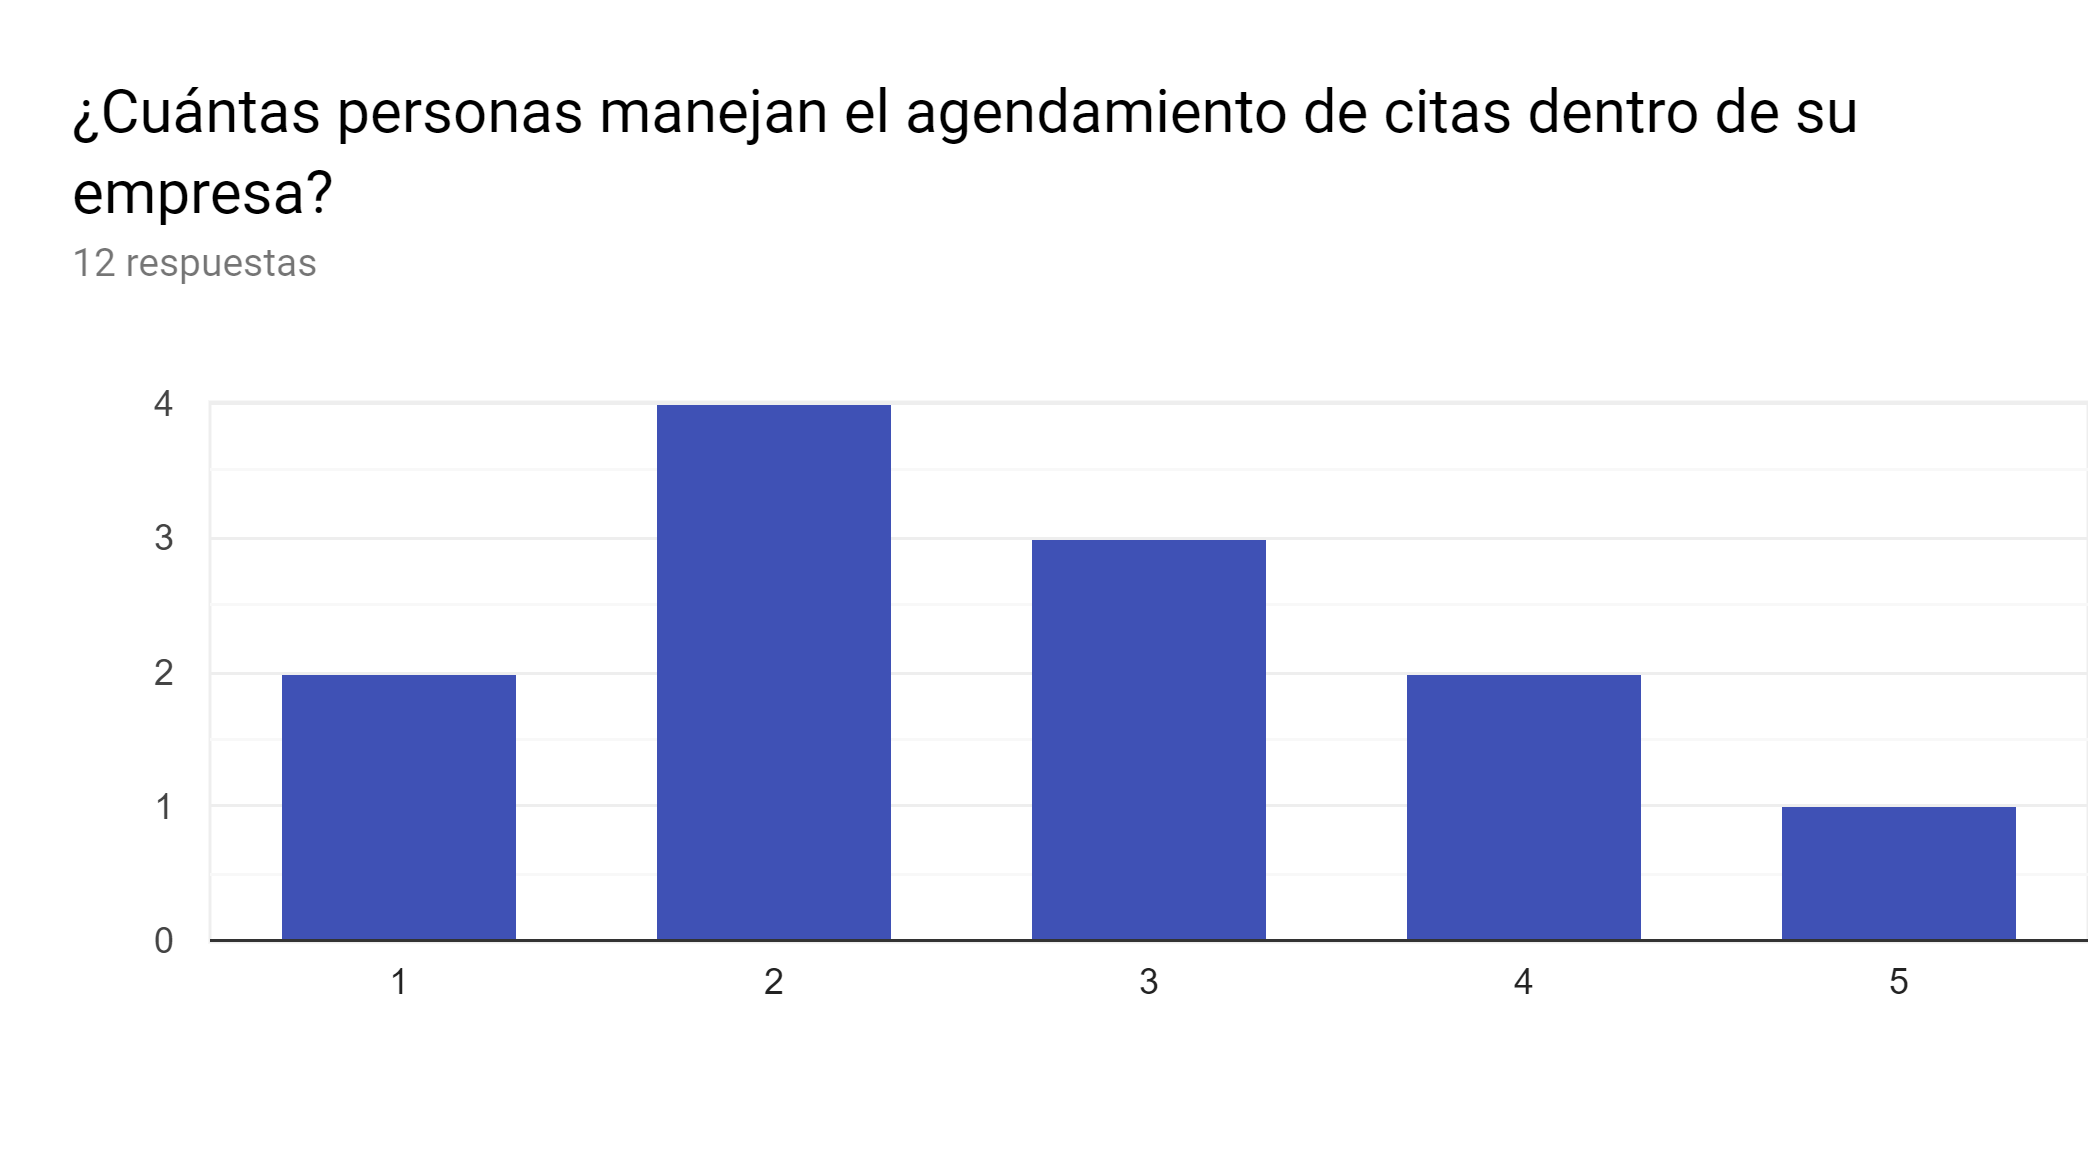 ¿Cuántas personas manejan el agendamiento de citas dentro de su
empresa?
12 respuestas
4
3
2
1
0
1 2 3 4 5